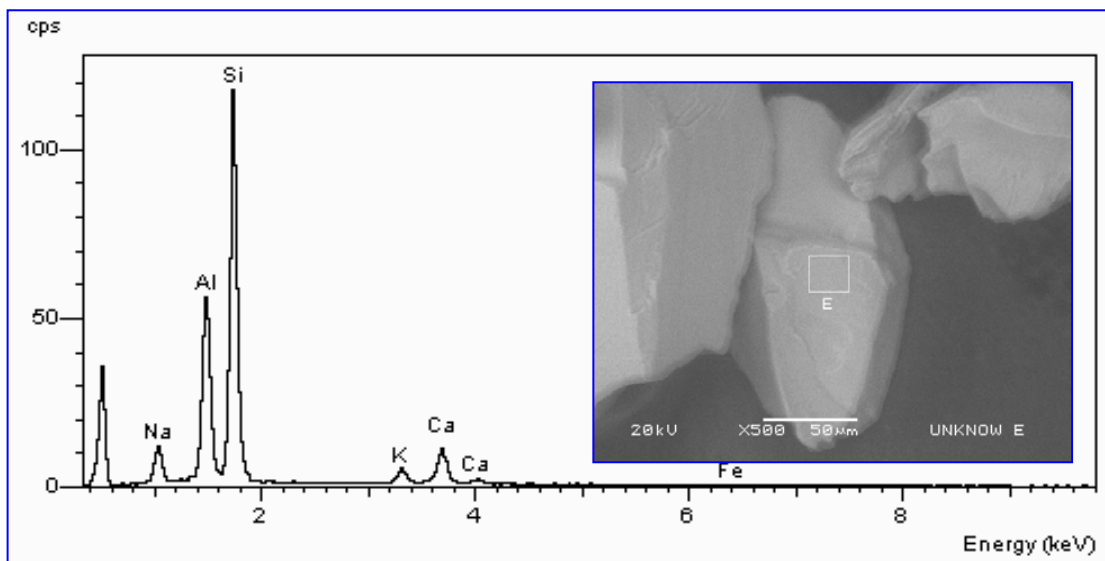 cps
Si
100
Al
50
Na
K
Ca
Ca
0
2
4
6
8
Energy (keV)
E
20kV X500 50µm UNKNOW E
Fe